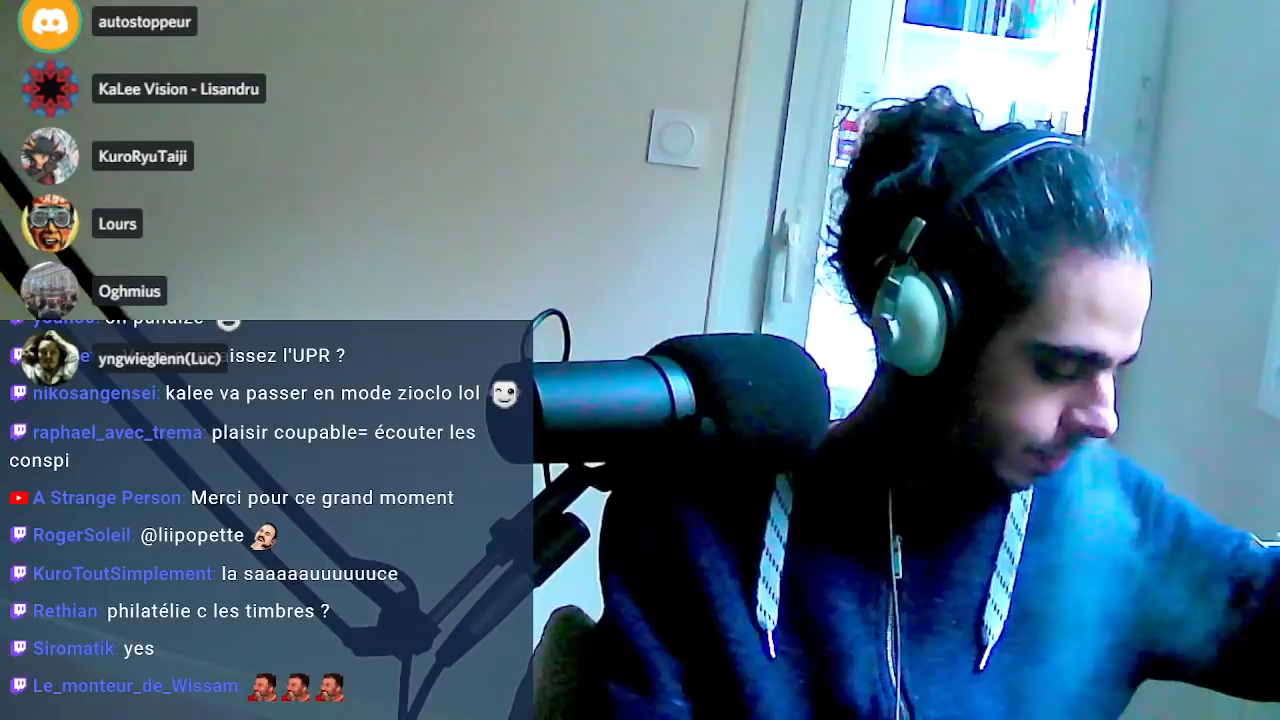 autostoppeur
KaLee Vision - Lisandru
KuroRyuTaiji
Lours
Oghmius
yngwieglenn(Luc)
issez l'UPR ?
nikosangensei: kalee va passer en mode zioclo lol
raphael_avec_trema: plaisir coupable= écouter les
conspi
A Strange Person: Merci pour ce grand moment
RogerSoleil: @liipopette
KuroToutSimplement: la saaaaauuuuuuce
Rethian: philatélie c les timbres ?
Siromatik: yes
Le_monteur_de_Wissam